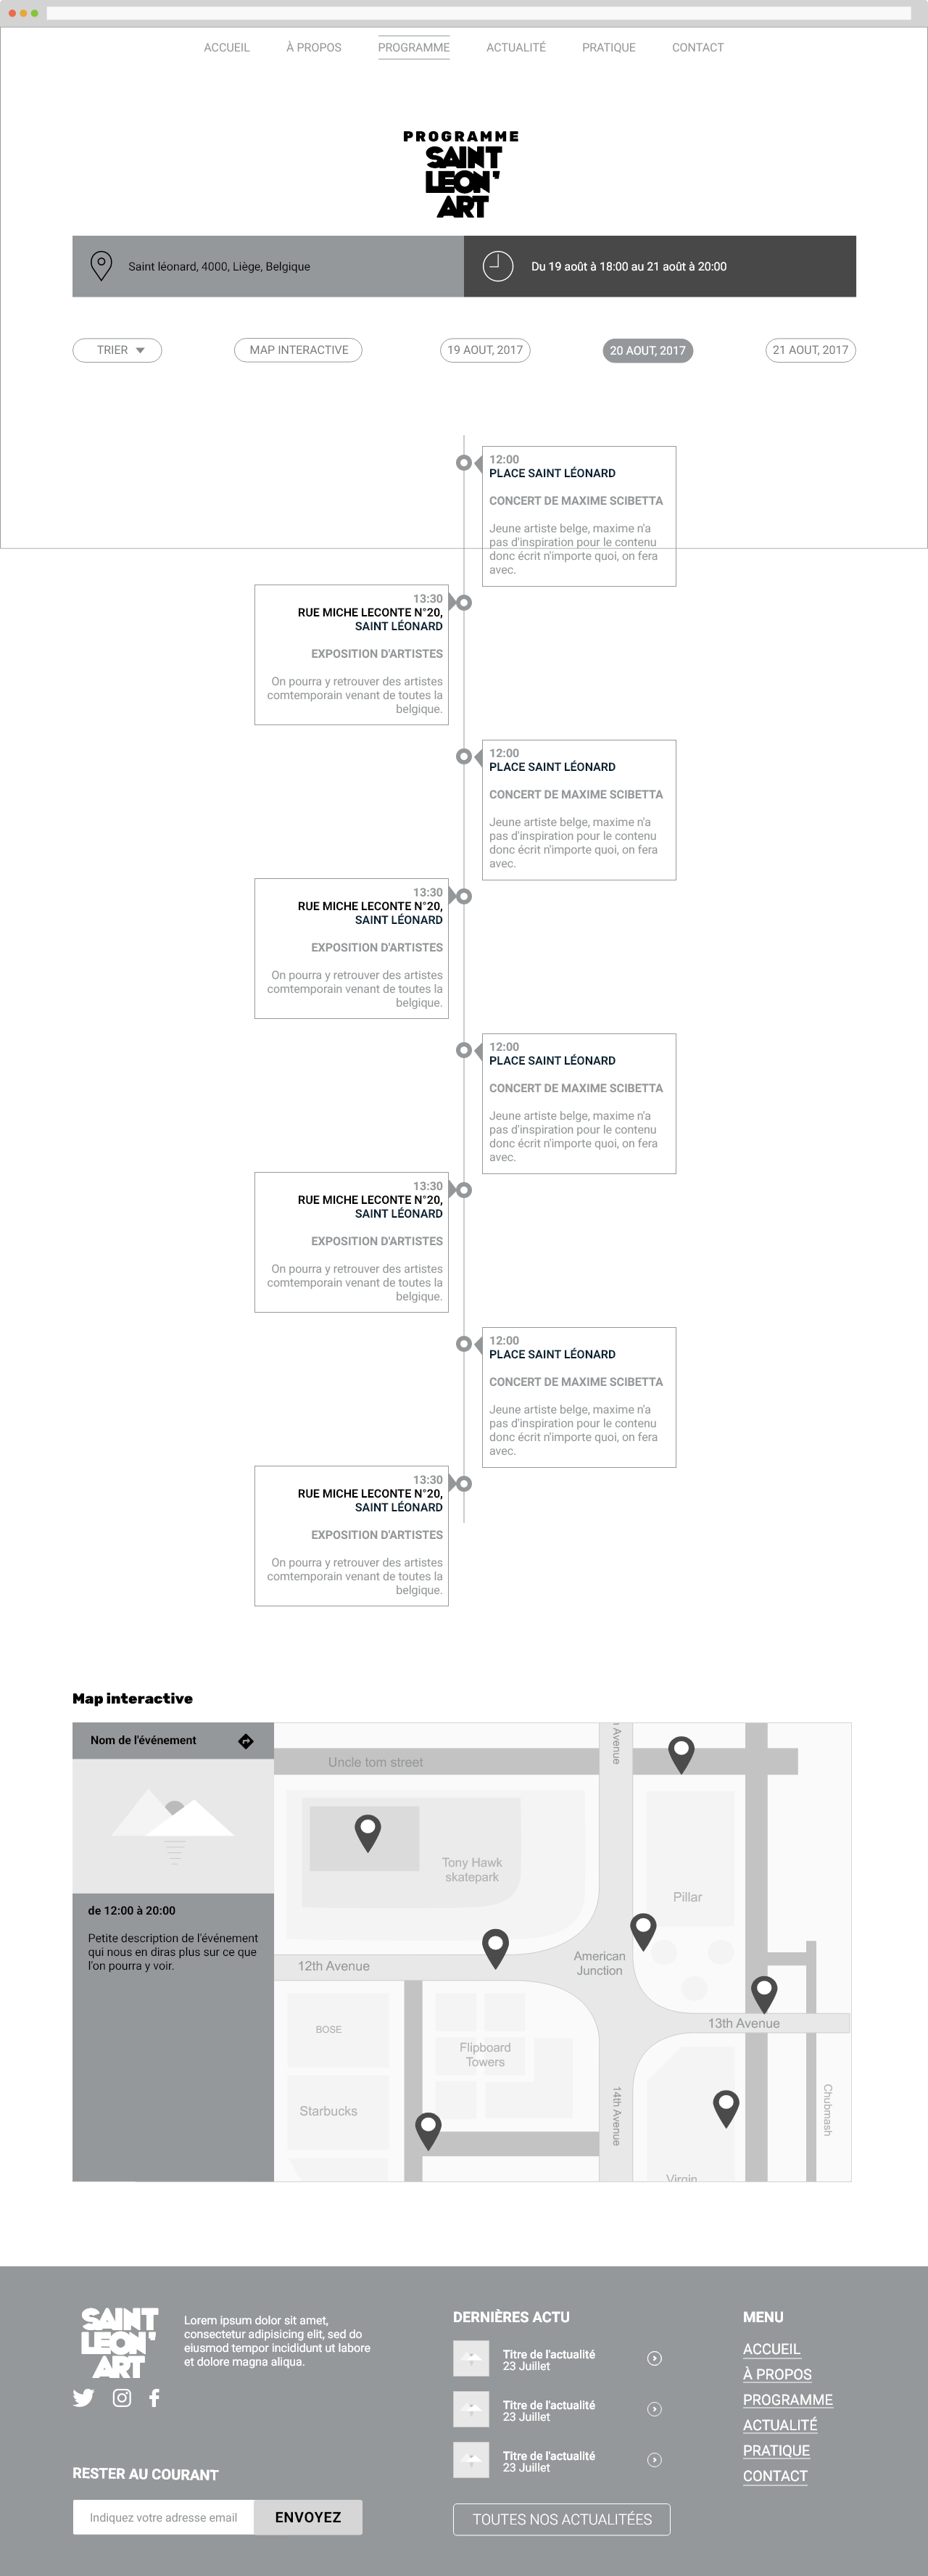 ACCUEIL À PROPOS PROGRAMME ACTUALITÉ PRATIQUE CONTACT
PROGRAMME
SAINT
LEON'
ART
Saint léonard, 4000, Liège, Belgique
Du 19 août à 18:00 au 21 août à 20:00
TRIER MAP INTERACTIVE 19 AOUT, 2017 20 AOUT, 2017 21 AOUT, 2017
12:00
PLACE SAINT LÉONARD
CONCERT DE MAXIME SCIBETTA
Jeune artiste belge, maxime n'a
pas d'inspiration pour le contenu
donc écrit n'importe quoi, on fera
avec.
13:30
RUE MICHE LECONTE N°20,
SAINT LÉONARD
EXPOSITION D'ARTISTES
On pourra y retrouver des artistes
comtemporain venant de toutes la
belgique.
12:00
PLACE SAINT LÉONARD
CONCERT DE MAXIME SCIBETTA
Jeune artiste belge, maxime n'a
pas d'inspiration pour le contenu
donc écrit n'importe quoi, on fera
avec.
13:30
RUE MICHE LECONTE N°20,
SAINT LÉONARD
EXPOSITION D'ARTISTES
On pourra y retrouver des artistes
comtemporain venant de toutes la
belgique.
12:00
PLACE SAINT LÉONARD
CONCERT DE MAXIME SCIBETTA
Jeune artiste belge, maxime n'a
pas d'inspiration pour le contenu
donc écrit n'importe quoi, on fera
avec.
13:30
RUE MICHE LECONTE N°20,
SAINT LÉONARD
EXPOSITION D'ARTISTES
On pourra y retrouver des artistes
comtemporain venant de toutes la
belgique.
12:00
PLACE SAINT LÉONARD
CONCERT DE MAXIME SCIBETTA
Jeune artiste belge, maxime n'a
pas d'inspiration pour le contenu
donc écrit n'importe quoi, on fera
avec.
13:30
RUE MICHE LECONTE N°20,
SAINT LÉONARD
EXPOSITION D'ARTISTES
On pourra y retrouver des artistes
comtemporain venant de toutes la
belgique.
Map interactive
Nom de l'événement
de 12:00 à 20:00
Petite description de l'événement
qui nous en diras plus sur ce que
l'on pourra y voir.
Uncle tom street
Avenue
Tony Hawk
skatepark
Pillar
12th Avenue
American
Junction
13th Avenue
BOSE
Flipboard
Towers
Starbucks
14th Avenue
Chubmash
Virgin
SAINT
LEON'
ART
Lorem ipsum dolor sit amet,
consectetur adipisicing elit, sed do
eiusmod tempor incididunt ut labore
et dolore magna aliqua.
RESTER AU COURANT
Indiquez votre adresse email
ENVOYEZ
DERNIÈRES ACTU
Titre de l'actualité
23 Juillet
Titre de l'actualité
23 Juillet
Titre de l'actualité
23 Juillet
TOUTES NOS ACTUALITÉES
MENU
ACCUEIL
À PROPOS
PROGRAMME
ACTUALITÉ
PRATIQUE
CONTACT